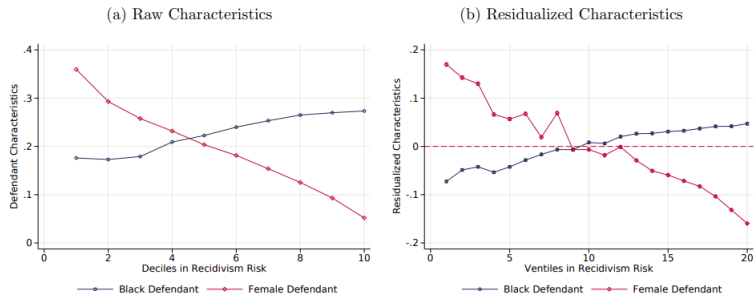 (a) Raw Characteristics
Defendant Characteristics
.4
.3
.2
.1
0
0 2 4 6 8 10
Deciles in Recidivism Risk
Black Defendant Female Defendant
(b) Residualized Characteristics
Residualized Characteristics
.2
.1
0
-.1
-.2
0 5 10 15 20
Ventiles in Recidivism Risk
Black Defendant Female Defendant